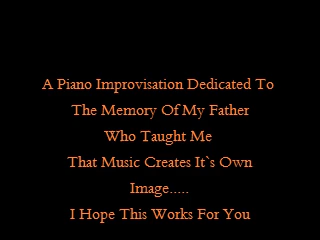 A Piano Improvisation Dedicated To
The Memory Of My Father
Who Taught Me
That Music Creates It`s Own
Image.....
I Hope This Works For You